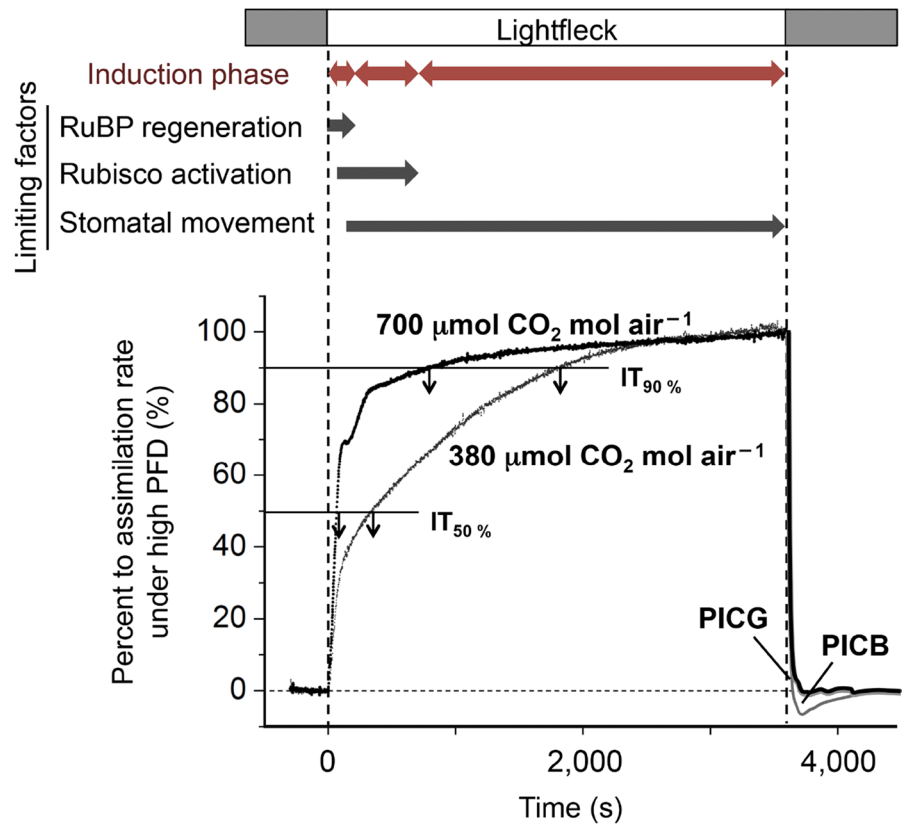 Lightfleck
Induction phase
Limiting factors
RuBP regeneration
Rubisco activation
Stomatal movement
Percent to assimilation rate
under high PFD (%)
100
80
60
40
20
0
700 μmol CO₂ mol air⁻¹
IT₉₀ %
380 μmol CO₂ mol air⁻¹
IT₅₀ %
PICG
PICB
0
2,000
4,000
Time (s)